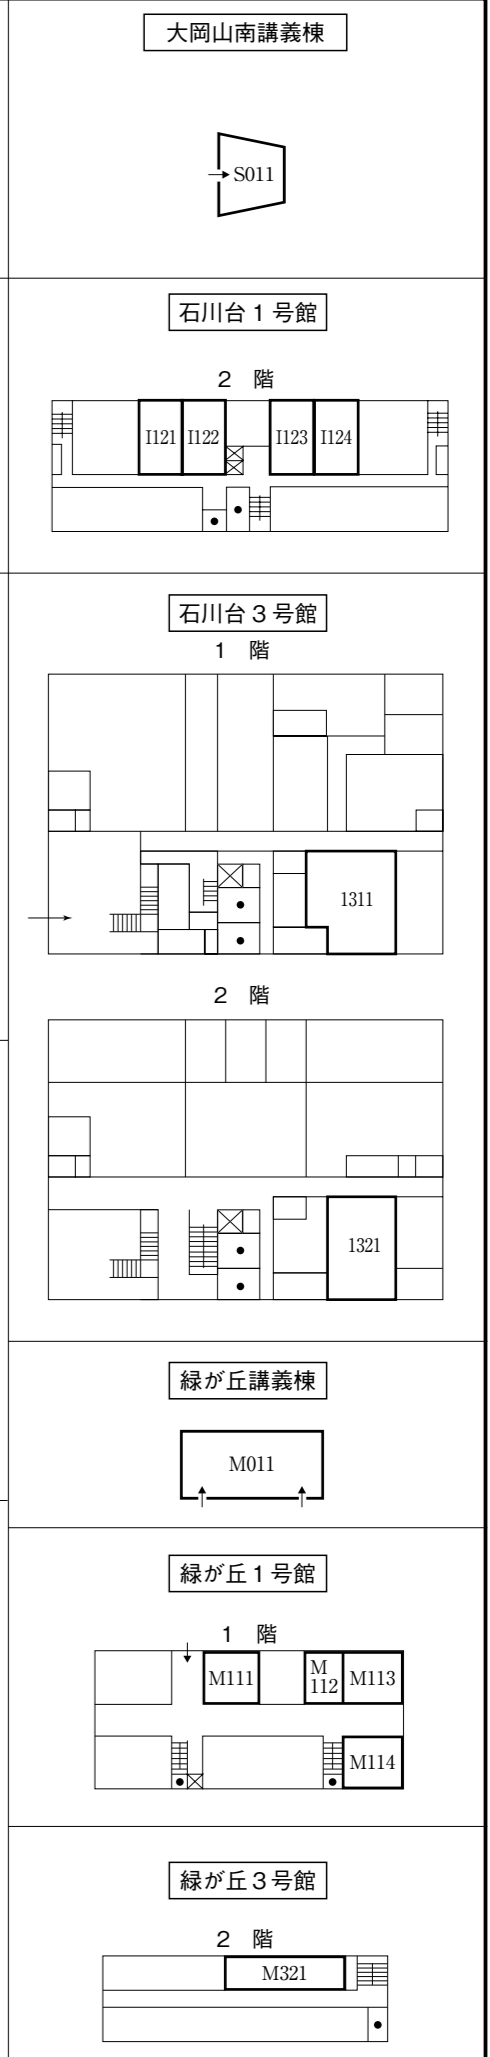 大岡山南講義棟
S011
石川台1号館
2 階
I121 I122 I123 I124
石川台3号館
1 階
1311
2 階
1321
緑が丘講義棟
M011
緑が丘1号館
1 階
M111 M
112 M113
M114
緑が丘3号館
2 階
M321